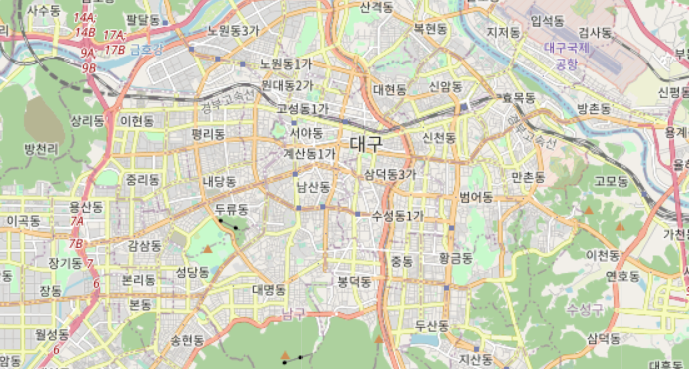 사수동
14A;
14B
17A;
17B
9A
9B
팔달동
금호강
노원동3가
산격동
복현동
지저동
입석동
검사동
대구국제
공항
노원동1가
원대동2가
경부고속선
고성동1가
대현동
신암동
효목동
방촌동
신평동
상리동
이현동
평리동
서야동
대구
신천동
경부고속선
방천리
계산동1가
삼덕동3가
만촌동
고모동
중리동
내당동
남산동
범어동
용산동
이곡동
7A
두류동
수성동1가
7B
감삼동
장기동
7
성당동
중동
황금동
이천동
연호동
본리동
6
장동
본동
대명동
봉덕동
남구
수성구
월성동
6
송현동
두산동
삼덕동
지산동